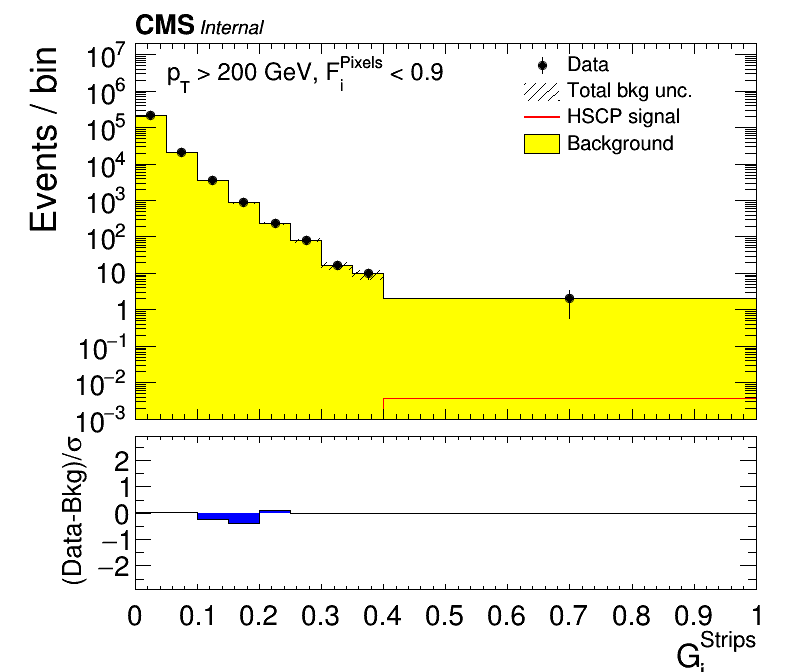 CMS Internal
p_T > 200 GeV, F_i^Pixels < 0.9
Data
Total bkg unc.
HSCP signal
Background
Events / bin
10^7
10^6
10^5
10^4
10^3
10^2
10
1
10^−1
10^−2
10^−3
(Data-Bkg)/σ
2
1
0
−1
−2
0 0.1 0.2 0.3 0.4 0.5 0.6 0.7 0.8 0.9 1
G_i^Strips